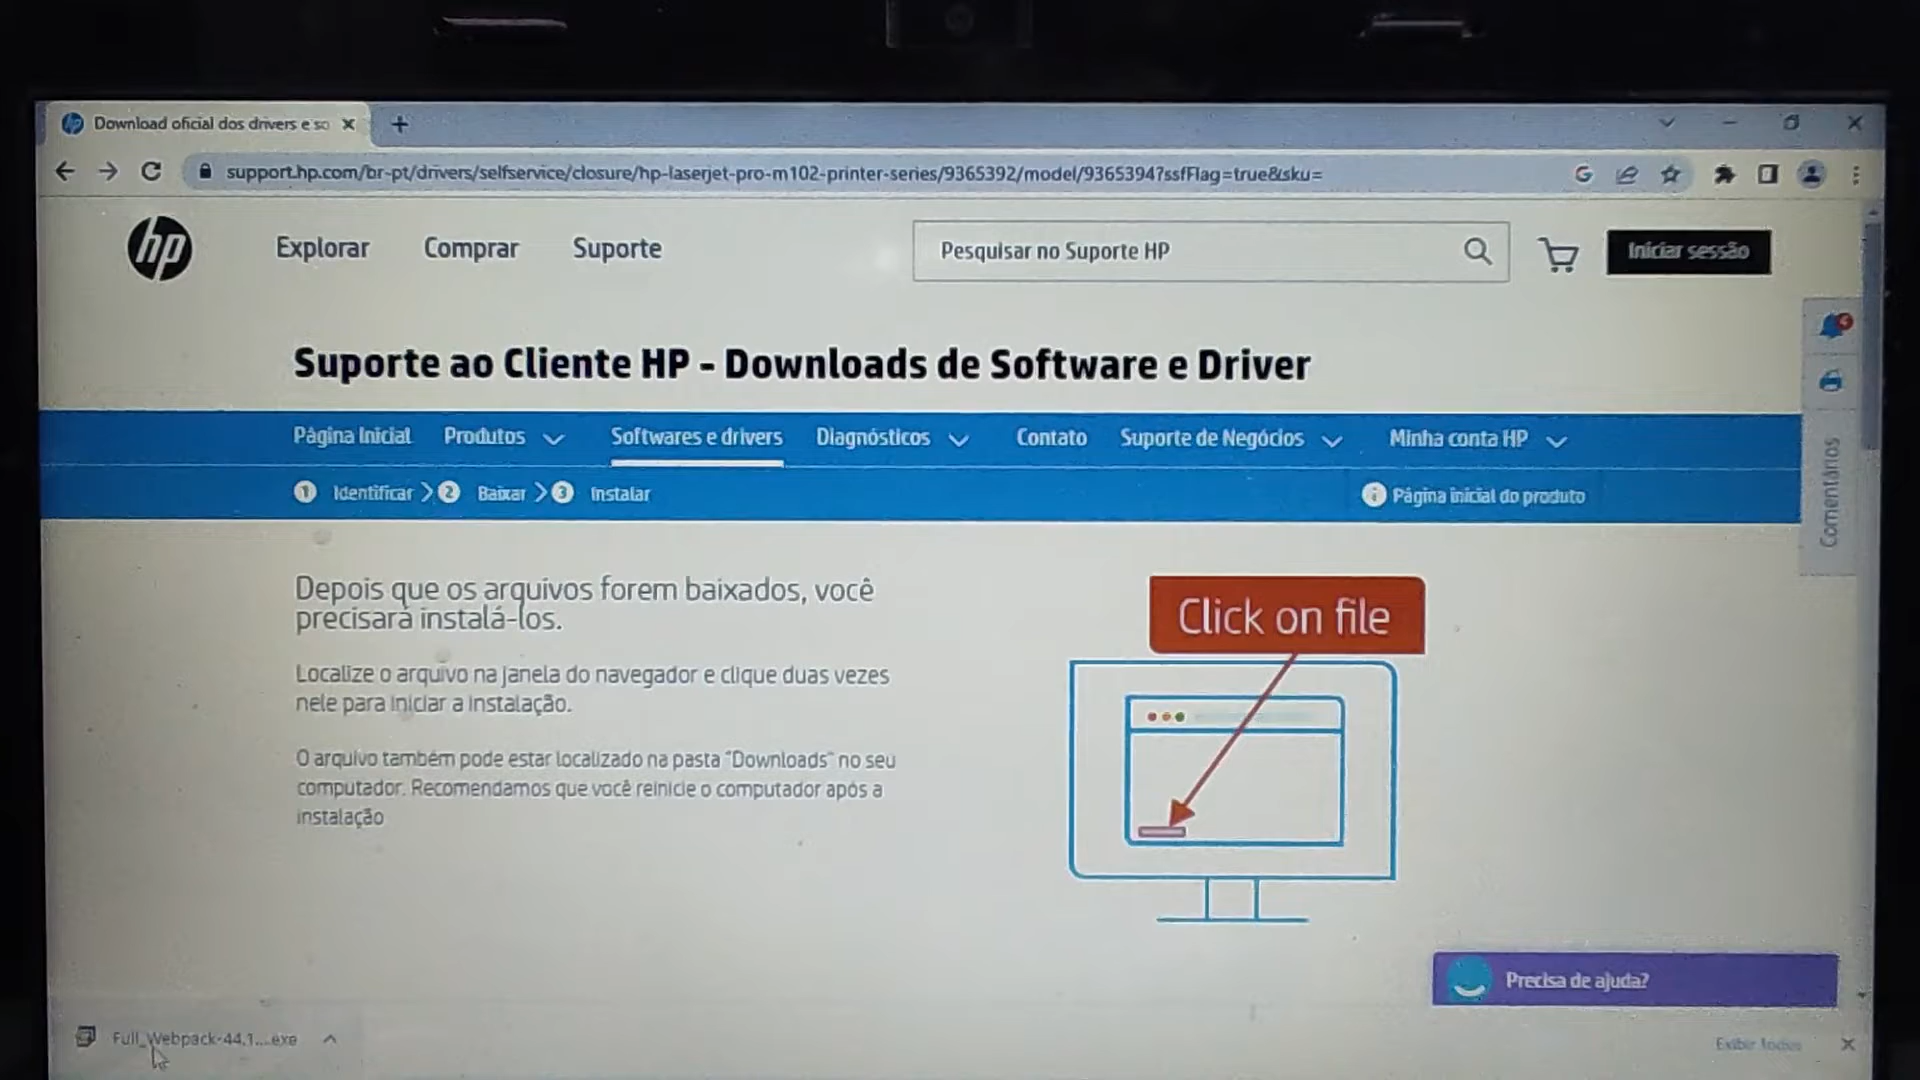 Download oficial dos drivers e so
support.hp.com/br-pt/drivers/selfservice/closure/hp-laserjet-pro-m102-printer-series/9365392/model/9365394?ssfFlag=true&sku=
hp
Explorar
Comprar
Suporte
Pesquisar no Suporte HP
Iniciar sessão
Suporte ao Cliente HP - Downloads de Software e Driver
Página Inicial
Produtos
Softwares e drivers
Diagnósticos
Contato
Suporte de Negócios
Minha conta HP
Comentários
1 Identificar
2 Baixar
3 Instalar
Página inicial do produto
Depois que os arquivos forem baixados, você
precisará instalá-los.
Localize o arquivo na janela do navegador e clique duas vezes
nele para iniciar a instalação.
O arquivo também pode estar localizado na pasta "Downloads" no seu
computador. Recomendamos que você reinicie o computador após a
instalação
Click on file
Precisa de ajuda?
Full_Webpack-44.1....exe
Exibir todos